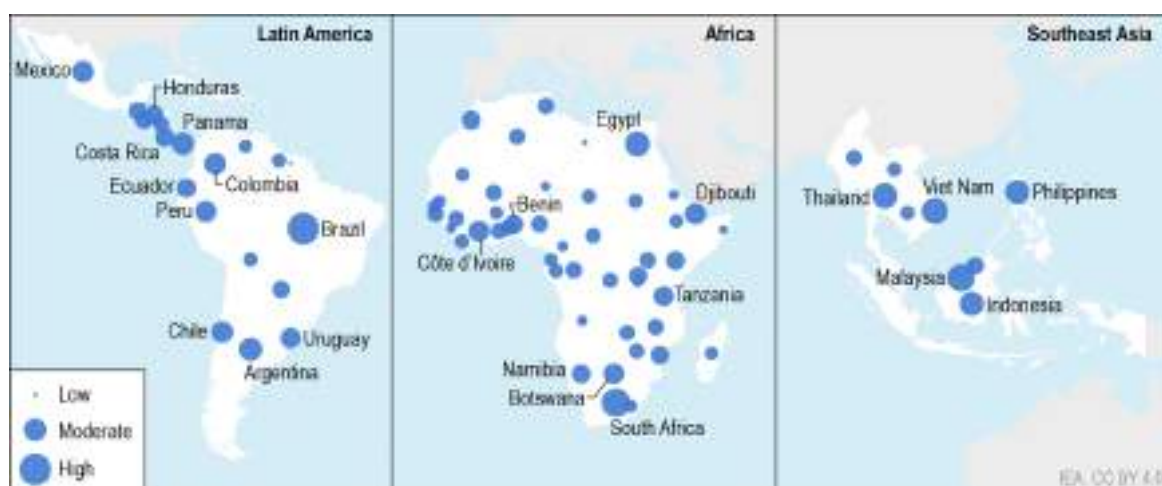 Latin America
Mexico
Honduras
Panama
Costa Rica
Ecuador
Colombia
Peru
Brazil
Chile
Uruguay
Argentina
Low
Moderate
High
Africa
Egypt
Djibouti
Benin
Côte d'Ivoire
Tanzania
Namibia
Botswana
South Africa
Southeast Asia
Thailand
Viet Nam
Philippines
Malaysia
Indonesia
IEA. CC BY 4.0